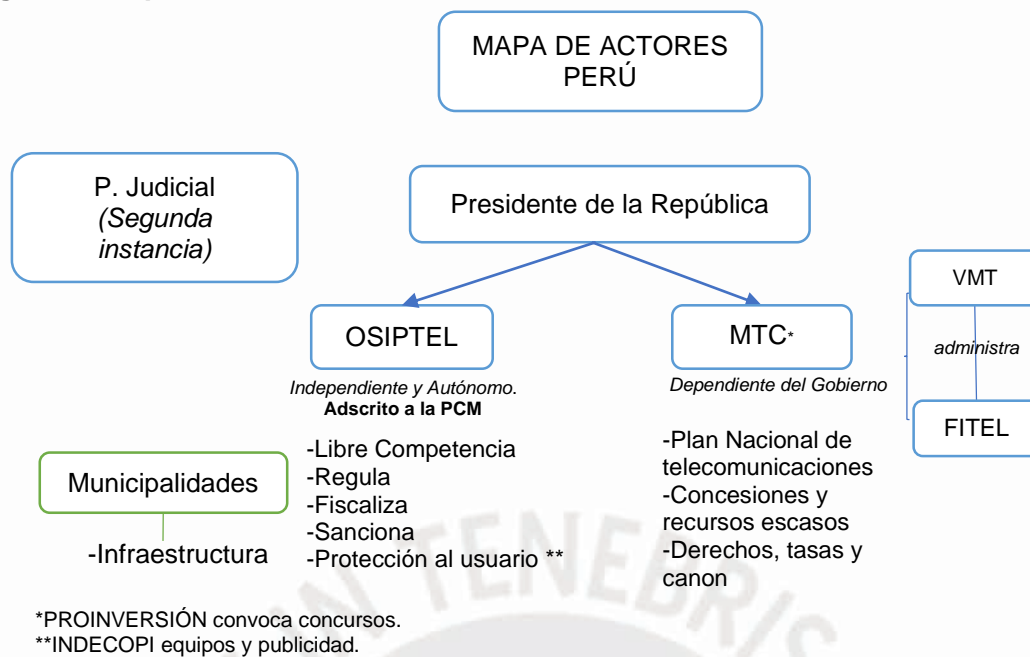 MAPA DE ACTORES
PERÚ
P. Judicial
(Segunda
instancia)
Presidente de la República
OSIPTEL
Independiente y Autónomo.
Adscrito a la PCM
-Libre Competencia
-Regula
-Fiscaliza
-Sanciona
-Protección al usuario **
MTC*
Dependiente del Gobierno
-Plan Nacional de
telecomunicaciones
-Concesiones y
recursos escasos
-Derechos, tasas y
canon
VMT
administra
FITEL
Municipalidades
-Infraestructura
*PROINVERSIÓN convoca concursos.
**INDECOPI equipos y publicidad.
IN TENEBRIS